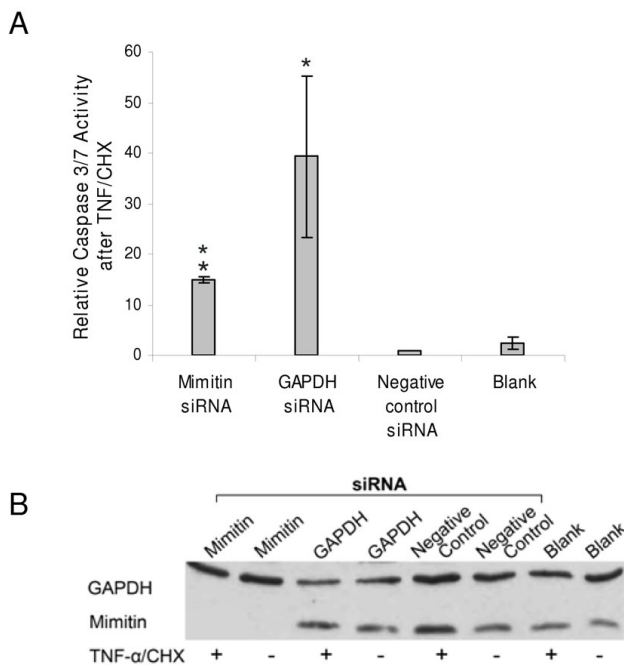 A
Relative Caspase 3/7 Activity
after TNF/CHX
60
50
40
30
20
10
0
*
*
*
Mimitin
siRNA
GAPDH
siRNA
Negative
control
siRNA
Blank
B
siRNA
Mimitin
Mimitin
GAPDH
GAPDH
Negative
Control
Negative
Control
Blank
Blank
GAPDH
Mimitin
TNF-α/CHX + - + - + - + -